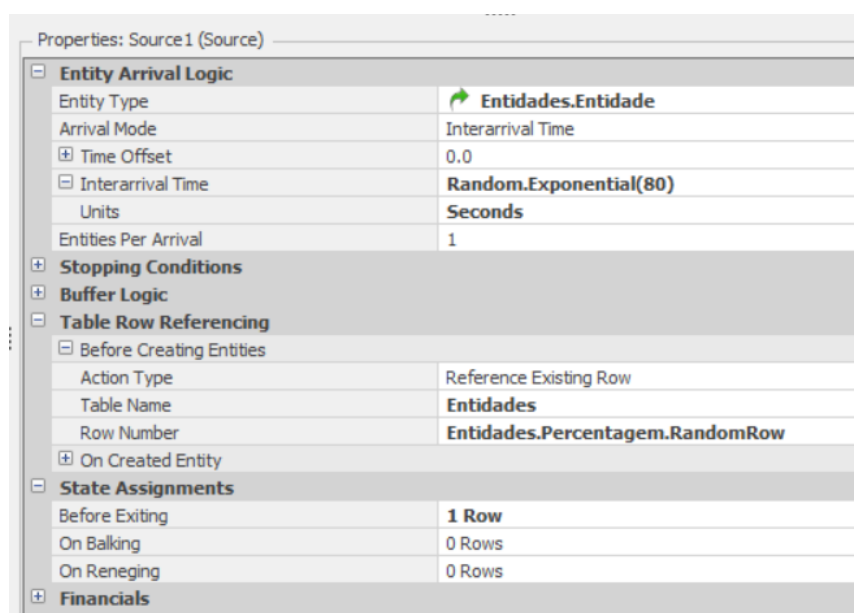 Properties: Source1 (Source)
Entity Arrival Logic
Entity Type Entidades.Entidade
Arrival Mode Interarrival Time
Time Offset 0.0
Interarrival Time Random.Exponential(80)
Units Seconds
Entities Per Arrival 1
Stopping Conditions
Buffer Logic
Table Row Referencing
Before Creating Entities
Action Type Reference Existing Row
Table Name Entidades
Row Number Entidades.Percentagem.RandomRow
On Created Entity
State Assignments
Before Exiting 1 Row
On Balking 0 Rows
On Reneging 0 Rows
Financials